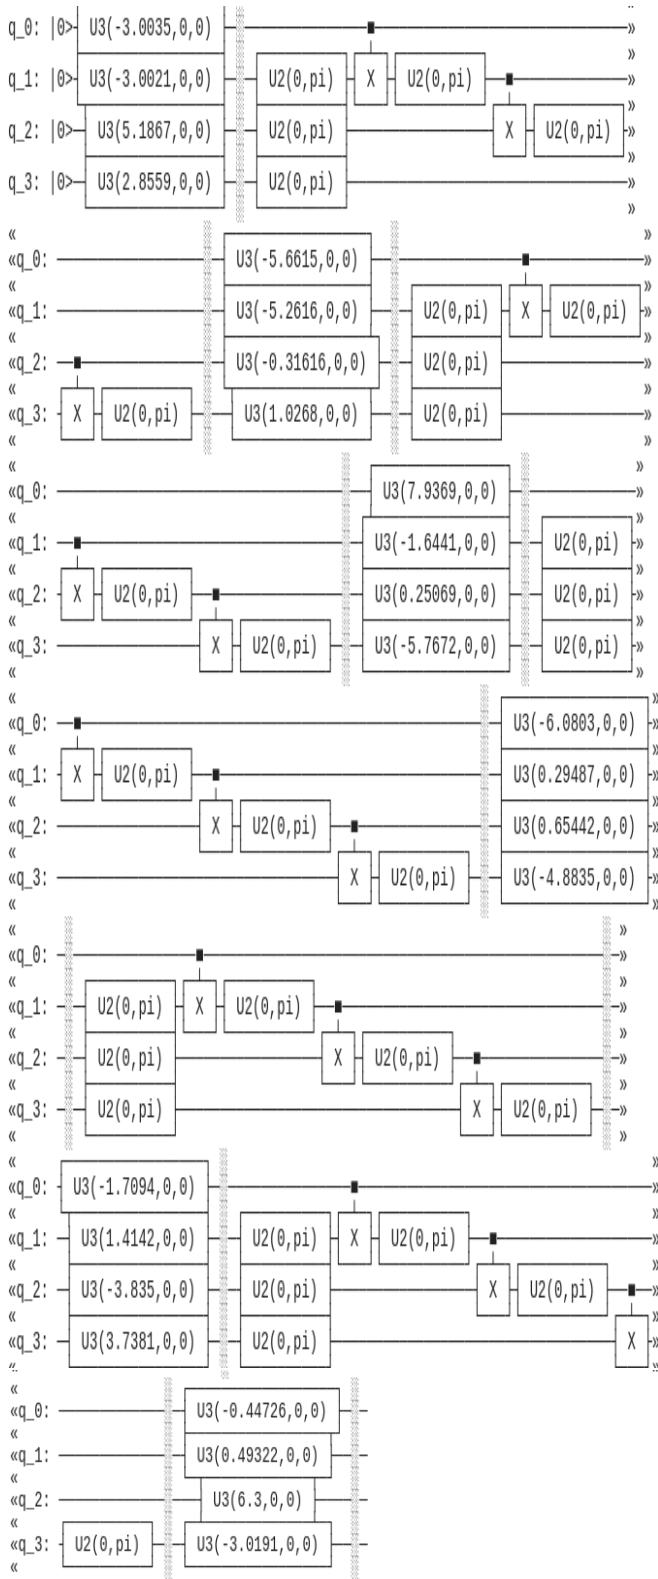 »
q_0: |0> U3(-3.0035,0,0) »
»
q_1: |0> U3(-3.0021,0,0) U2(0,pi) X U2(0,pi) »
»
q_2: |0> U3(5.1867,0,0) U2(0,pi) X U2(0,pi) »
»
q_3: |0> U3(2.8559,0,0) U2(0,pi) »
»
« »
«q_0: U3(-5.6615,0,0) »
« »
«q_1: U3(-5.2616,0,0) U2(0,pi) X U2(0,pi) »
« »
«q_2: U3(-0.31616,0,0) U2(0,pi) »
« »
«q_3: X U2(0,pi) U3(1.0268,0,0) U2(0,pi) »
« »
« »
«q_0: U3(7.9369,0,0) »
« »
«q_1: U3(-1.6441,0,0) U2(0,pi) »
« »
«q_2: X U2(0,pi) U3(0.25069,0,0) U2(0,pi) »
« »
«q_3: X U2(0,pi) U3(-5.7672,0,0) U2(0,pi) »
« »
« »
«q_0: U3(-6.0803,0,0) »
« »
«q_1: X U2(0,pi) U3(0.29487,0,0) »
« »
«q_2: X U2(0,pi) U3(0.65442,0,0) »
« »
«q_3: X U2(0,pi) U3(-4.8835,0,0) »
« »
« »
«q_0: »
« »
«q_1: U2(0,pi) X U2(0,pi) »
« »
«q_2: U2(0,pi) X U2(0,pi) »
« »
«q_3: U2(0,pi) X U2(0,pi) »
« »
« »
«q_0: U3(-1.7094,0,0) »
« »
«q_1: U3(1.4142,0,0) U2(0,pi) X U2(0,pi) »
« »
«q_2: U3(-3.835,0,0) U2(0,pi) X U2(0,pi) »
« »
«q_3: U3(3.7381,0,0) U2(0,pi) X »
« »
«
«q_0: U3(-0.44726,0,0)
«
«q_1: U3(0.49322,0,0)
«
«q_2: U3(6.3,0,0)
«
«q_3: U2(0,pi) U3(-3.0191,0,0)
«